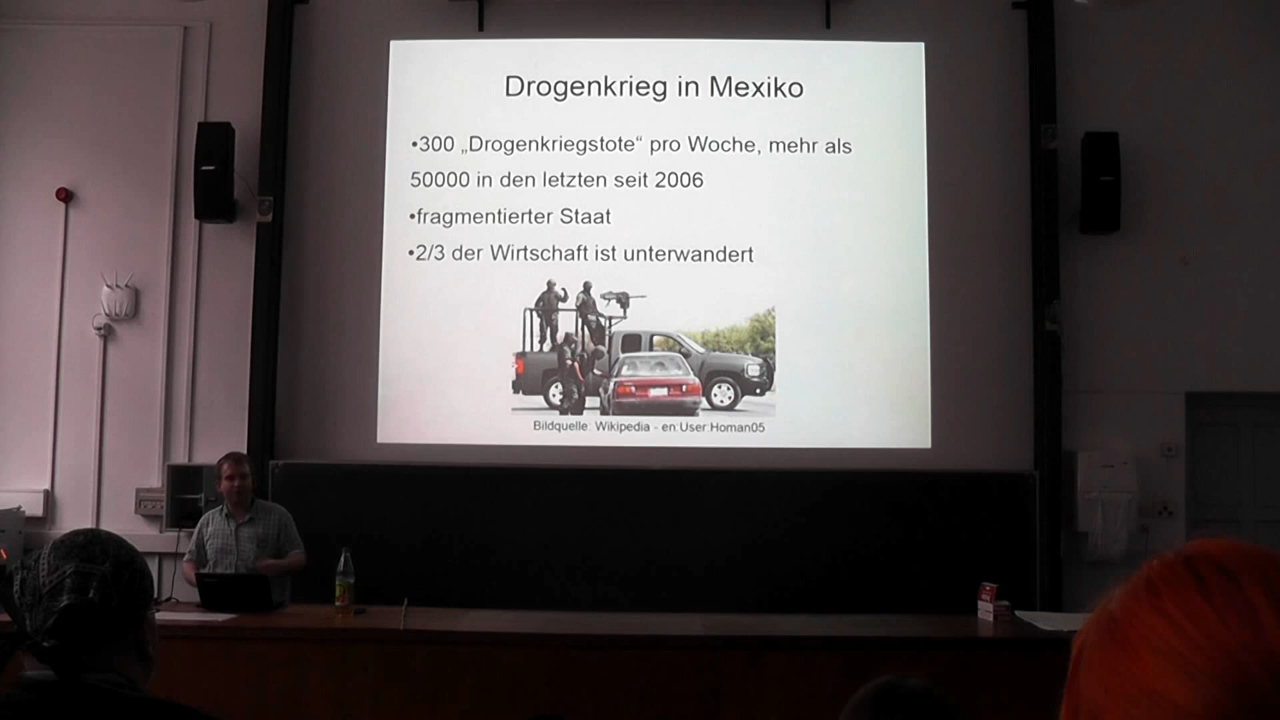 Drogenkrieg in Mexiko
•300 „Drogenkriegstote“ pro Woche, mehr als
50000 in den letzten seit 2006
•fragmentierter Staat
•2/3 der Wirtschaft ist unterwandert
Bildquelle: Wikipedia - en:User:Homan05